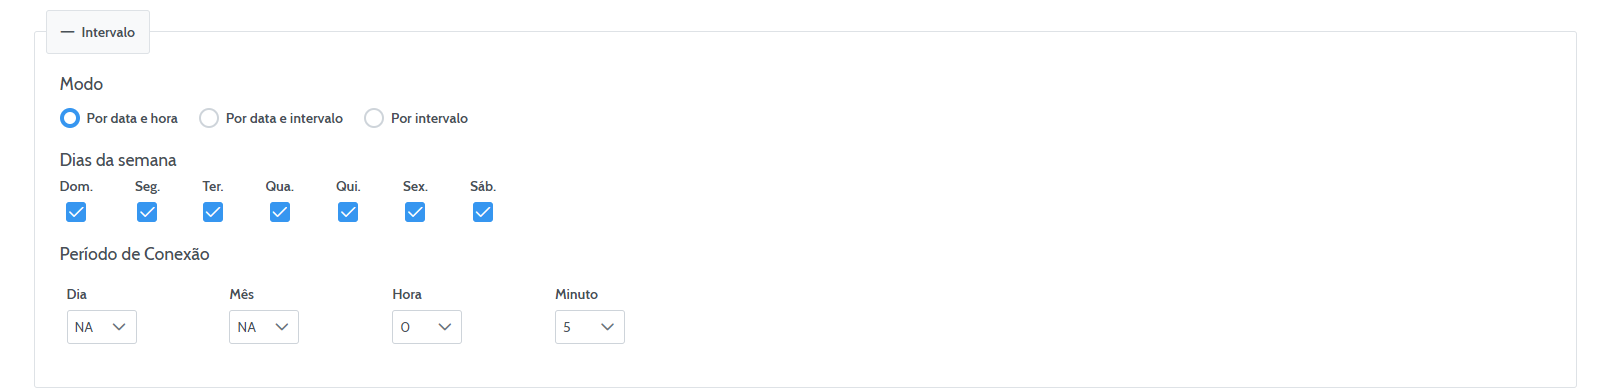 Intervalo
Modo
Por data e hora Por data e intervalo Por intervalo
Dias da semana
Dom. Seg. Ter. Qua. Qui. Sex. Sáb.
Período de Conexão
Dia Mês Hora Minuto
NA NA 0 5